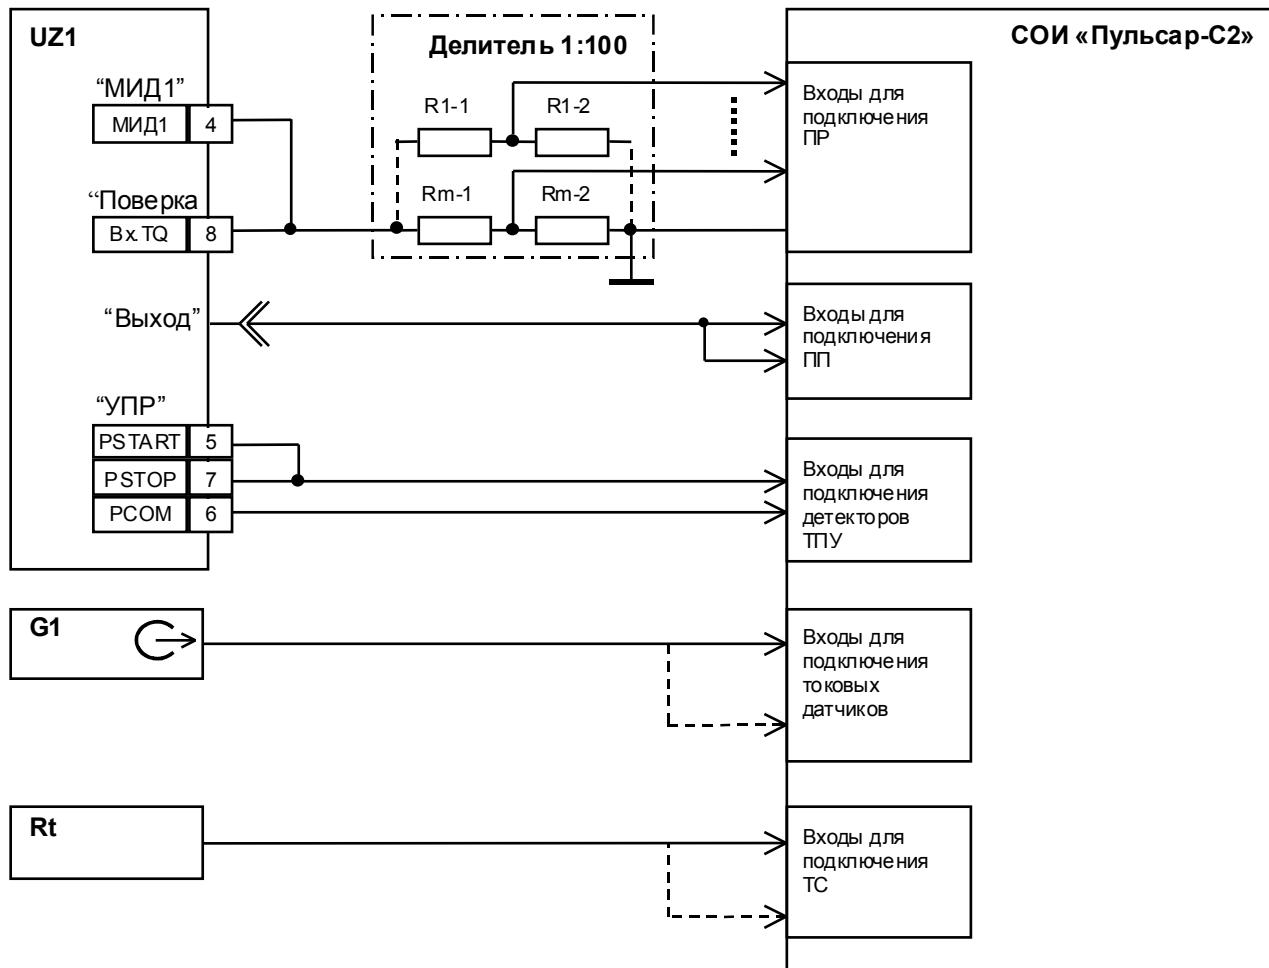 UZ1
Делитель 1:100
СОИ «Пульсар-С2»
“МИД1”
МИД1 4
R1-1 R1-2
Входы для
подключения
ПР
“Поверка
Вх.TQ 8
Rm-1 Rm-2
“Выход”
Входы для
подключения
ПП
“УПР”
PSTART 5
PSTOP 7
PCOM 6
Входы для
подключения
детекторов
ТПУ
G1
Входы для
подключения
токовых
датчиков
Rt
Входы для
подключения
ТС